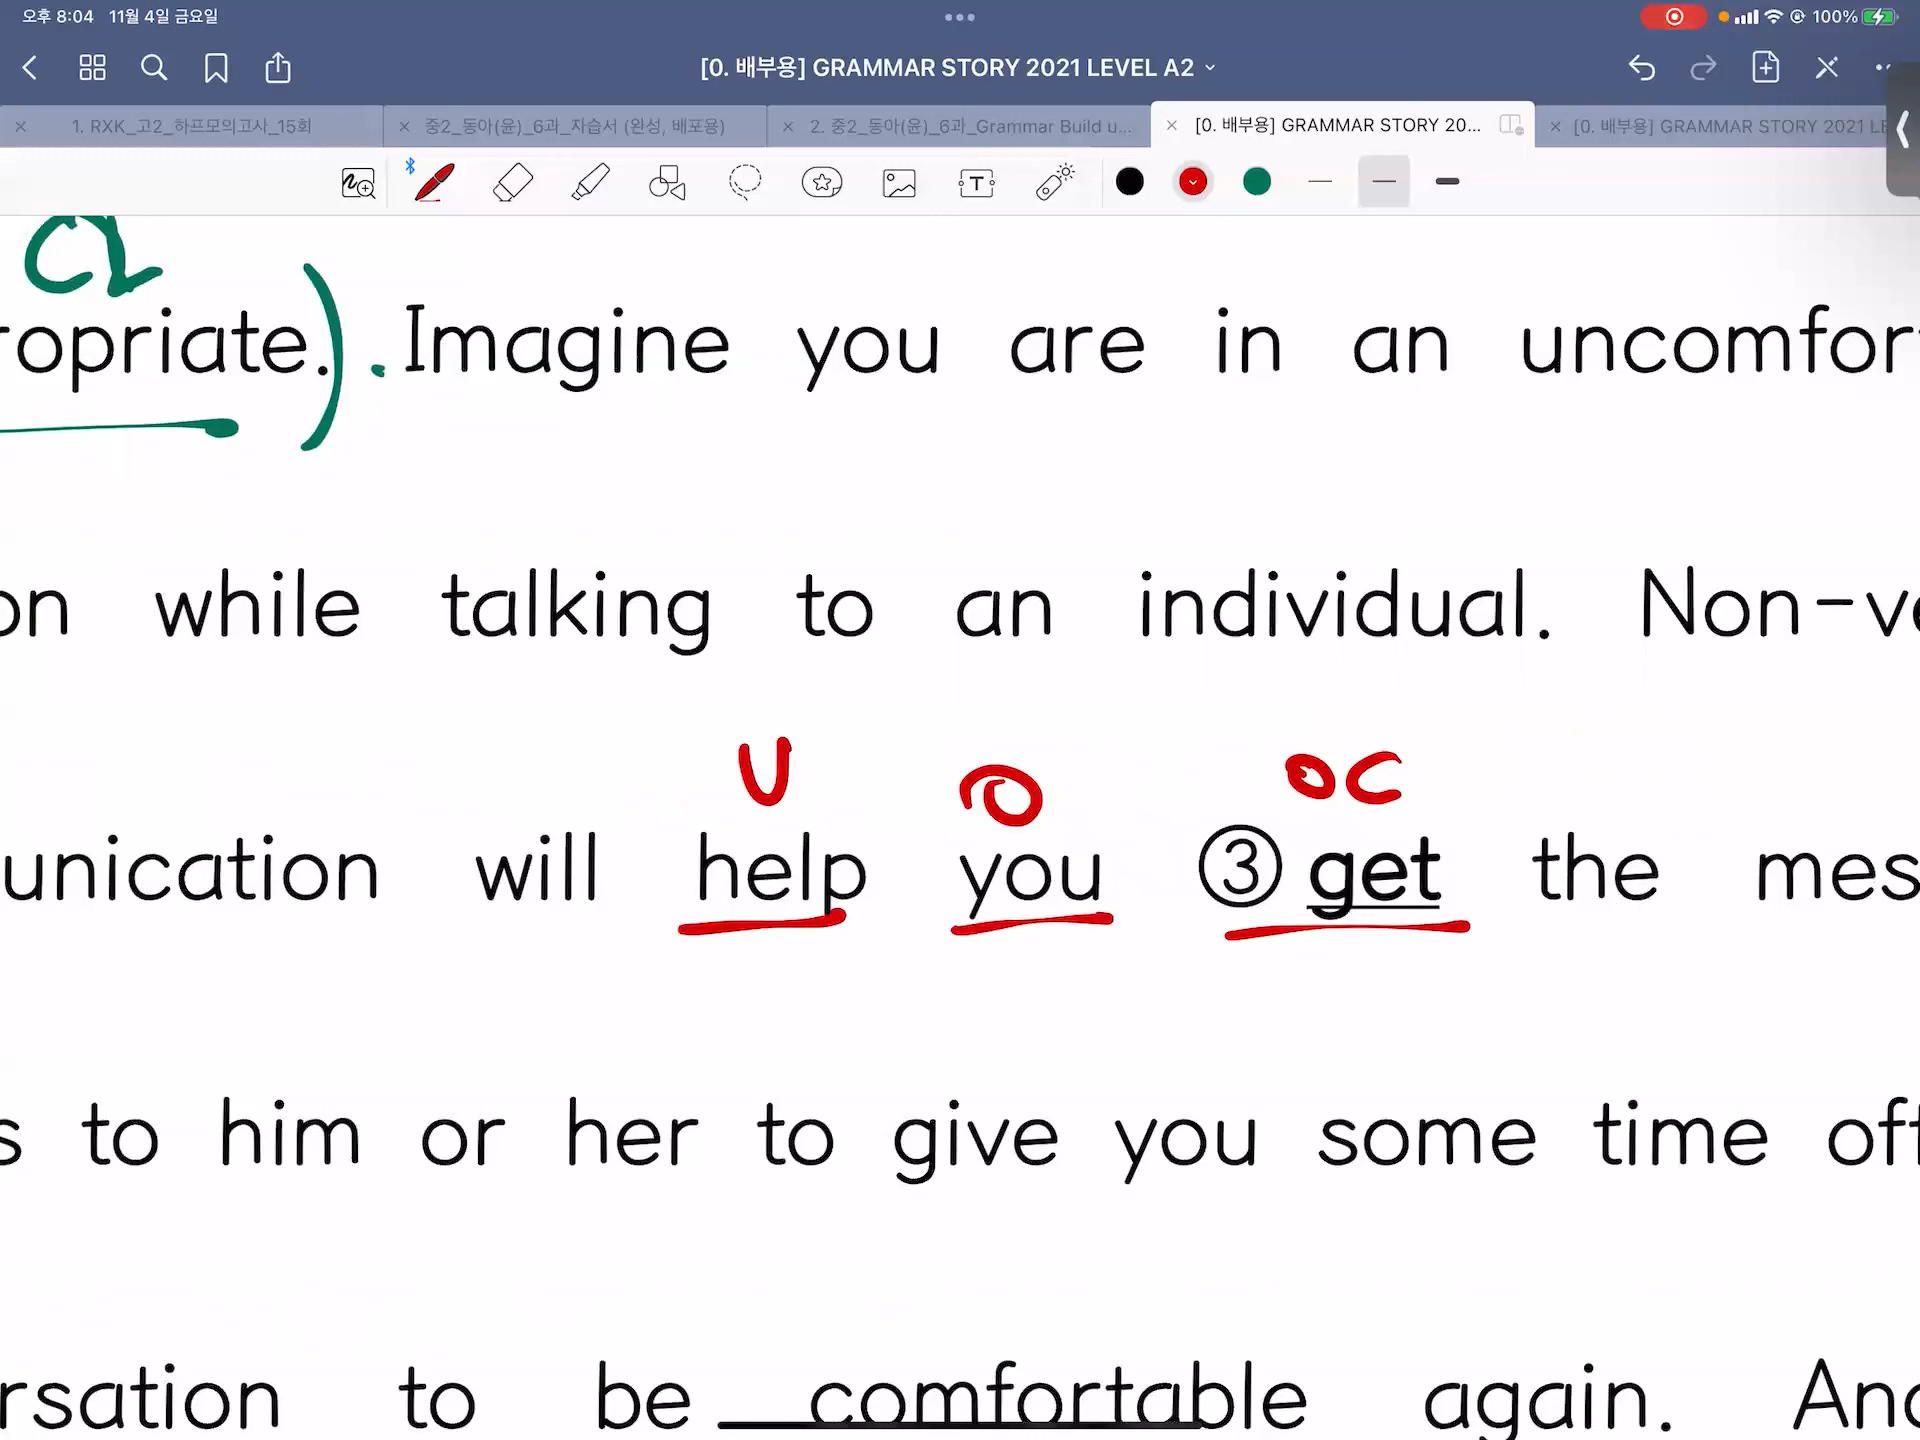 오후 8:04 11월 4일 금요일
100%
[0. 배부용] GRAMMAR STORY 2021 LEVEL A2
1. RXK_고2_하프모의고사_15회
중2_동아(윤)_6과_자습서 (완성, 배포용)
2. 중2_동아(윤)_6과_Grammar Build u...
[0. 배부용] GRAMMAR STORY 20...
[0. 배부용] GRAMMAR STORY 2021 LE
ropriate.). Imagine you are in an uncomfor
on while talking to an individual. Non-ve
V O OC
unication will help you ③ get the mes
s to him or her to give you some time off
rsation to be comfortable again. And